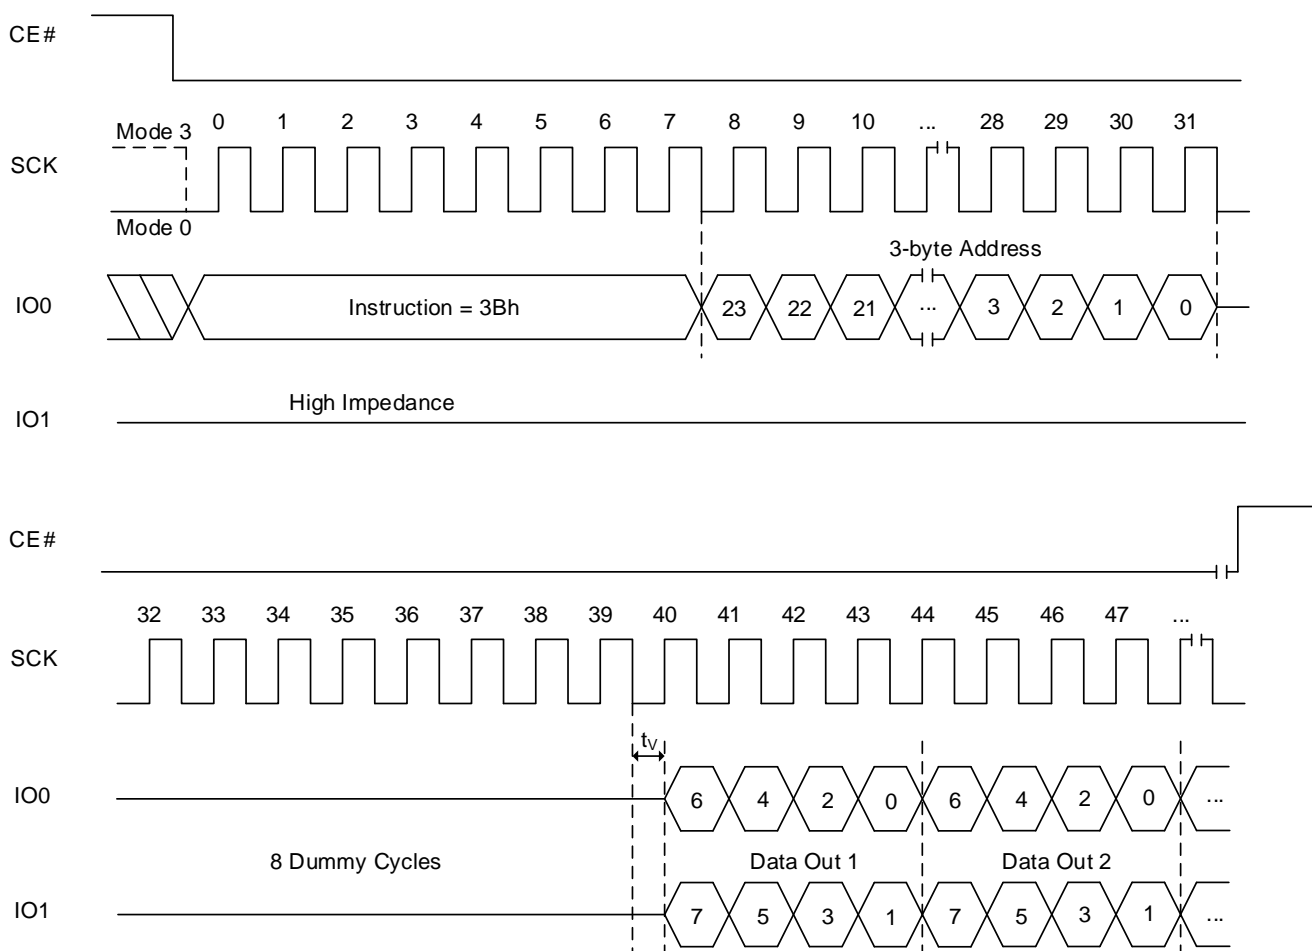 CE#
Mode 3 0 1 2 3 4 5 6 7 8 9 10 ... 28 29 30 31
SCK
Mode 0
3-byte Address
IO0 Instruction = 3Bh 23 22 21 ... 3 2 1 0
High Impedance
IO1
CE#
32 33 34 35 36 37 38 39 40 41 42 43 44 45 46 47 ...
SCK
tV
IO0 6 4 2 0 6 4 2 0 ...
8 Dummy Cycles Data Out 1 Data Out 2
IO1 7 5 3 1 7 5 3 1 ...